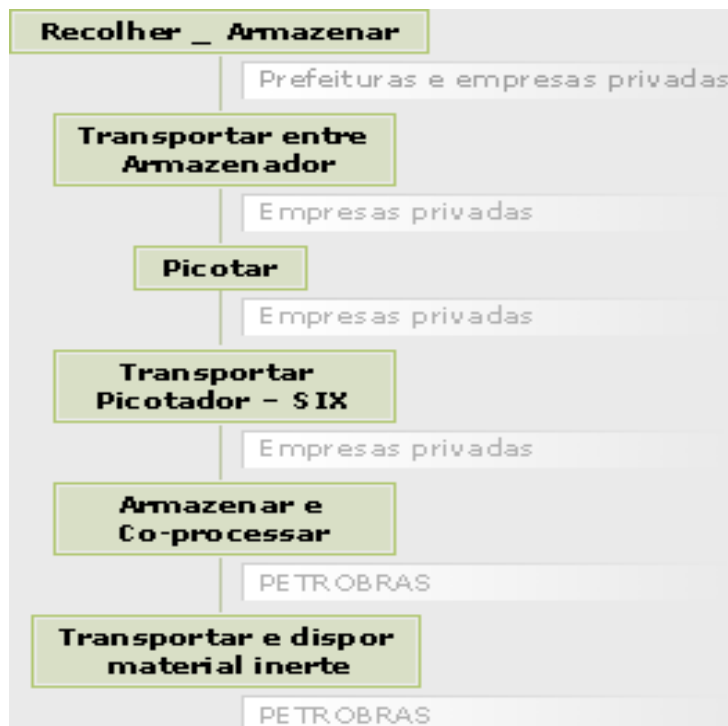 Recolher _ Armazenar
Prefeituras e empresas privadas
Transportar entre
Armazenador
Empresas privadas
Picotar
Empresas privadas
Transportar
Picotador - SIX
Empresas privadas
Armazenar e
Co-processar
PETROBRAS
Transportar e dispor
material inerte
PETROBRAS